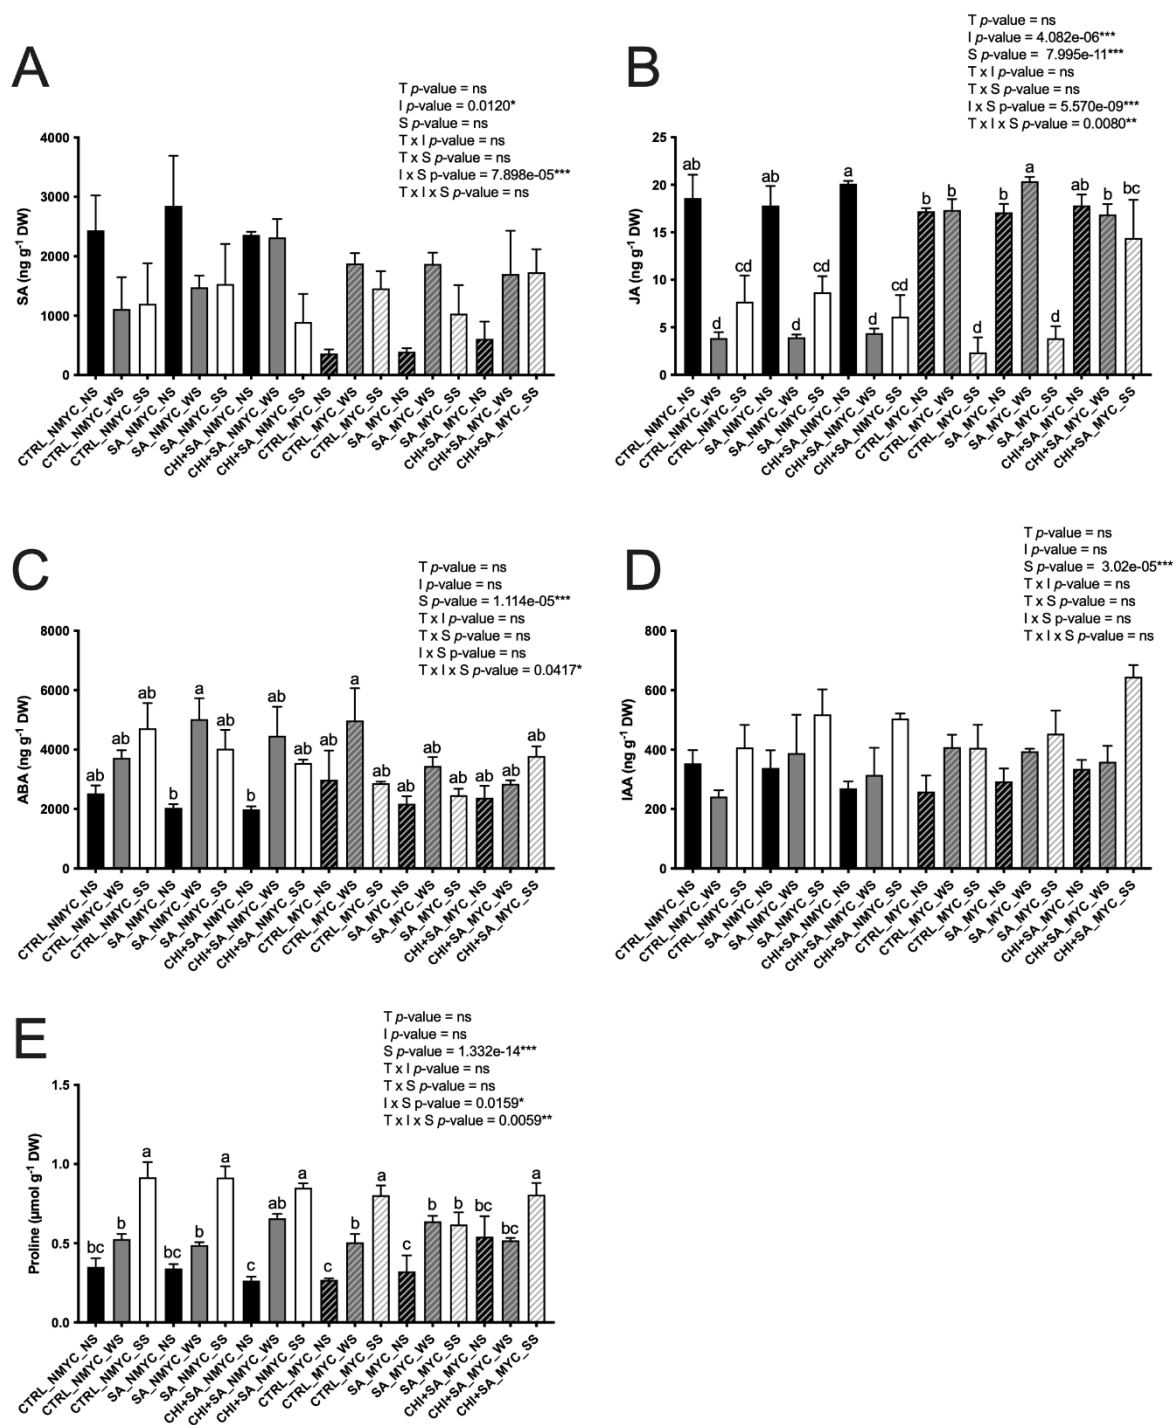 A
T p-value = ns
I p-value = 0.0120*
S p-value = ns
T x I p-value = ns
T x S p-value = ns
I x S p-value = 7.898e-05***
T x I x S p-value = ns
SA (ng g⁻¹ DW)
4000
3000
2000
1000
0
CTRL_NMYC_NS
CTRL_NMYC_WS
CTRL_NMYC_SS
SA_NMYC_NS
SA_NMYC_WS
SA_NMYC_SS
CHI+SA_NMYC_NS
CHI+SA_NMYC_WS
CHI+SA_NMYC_SS
CTRL_MYC_NS
CTRL_MYC_WS
CTRL_MYC_SS
SA_MYC_NS
SA_MYC_WS
SA_MYC_SS
CHI+SA_MYC_NS
CHI+SA_MYC_WS
CHI+SA_MYC_SS
B
T p-value = ns
I p-value = 4.082e-06***
S p-value = 7.995e-11***
T x I p-value = ns
T x S p-value = ns
I x S p-value = 5.570e-09***
T x I x S p-value = 0.0080**
JA (ng g⁻¹ DW)
25
20
15
10
5
0
ab d cd ab d cd a d cd b b d b a d ab b bc
CTRL_NMYC_NS
CTRL_NMYC_WS
CTRL_NMYC_SS
SA_NMYC_NS
SA_NMYC_WS
SA_NMYC_SS
CHI+SA_NMYC_NS
CHI+SA_NMYC_WS
CHI+SA_NMYC_SS
CTRL_MYC_NS
CTRL_MYC_WS
CTRL_MYC_SS
SA_MYC_NS
SA_MYC_WS
SA_MYC_SS
CHI+SA_MYC_NS
CHI+SA_MYC_WS
CHI+SA_MYC_SS
C
T p-value = ns
I p-value = ns
S p-value = 1.114e-05***
T x I p-value = ns
T x S p-value = ns
I x S p-value = ns
T x I x S p-value = 0.0417*
ABA (ng g⁻¹ DW)
8000
6000
4000
2000
0
ab ab ab b a ab b ab ab ab a ab ab ab ab ab ab ab
CTRL_NMYC_NS
CTRL_NMYC_WS
CTRL_NMYC_SS
SA_NMYC_NS
SA_NMYC_WS
SA_NMYC_SS
CHI+SA_NMYC_NS
CHI+SA_NMYC_WS
CHI+SA_NMYC_SS
CTRL_MYC_NS
CTRL_MYC_WS
CTRL_MYC_SS
SA_MYC_NS
SA_MYC_WS
SA_MYC_SS
CHI+SA_MYC_NS
CHI+SA_MYC_WS
CHI+SA_MYC_SS
D
T p-value = ns
I p-value = ns
S p-value = 3.02e-05***
T x I p-value = ns
T x S p-value = ns
I x S p-value = ns
T x I x S p-value = ns
IAA (ng g⁻¹ DW)
800
600
400
200
0
CTRL_NMYC_NS
CTRL_NMYC_WS
CTRL_NMYC_SS
SA_NMYC_NS
SA_NMYC_WS
SA_NMYC_SS
CHI+SA_NMYC_NS
CHI+SA_NMYC_WS
CHI+SA_NMYC_SS
CTRL_MYC_NS
CTRL_MYC_WS
CTRL_MYC_SS
SA_MYC_NS
SA_MYC_WS
SA_MYC_SS
CHI+SA_MYC_NS
CHI+SA_MYC_WS
CHI+SA_MYC_SS
E
T p-value = ns
I p-value = ns
S p-value = 1.332e-14***
T x I p-value = ns
T x S p-value = ns
I x S p-value = 0.0159*
T x I x S p-value = 0.0059**
Proline (µmol g⁻¹ DW)
1.5
1.0
0.5
0.0
bc b a bc b a c ab a c b a c b b bc bc a
CTRL_NMYC_NS
CTRL_NMYC_WS
CTRL_NMYC_SS
SA_NMYC_NS
SA_NMYC_WS
SA_NMYC_SS
CHI+SA_NMYC_NS
CHI+SA_NMYC_WS
CHI+SA_NMYC_SS
CTRL_MYC_NS
CTRL_MYC_WS
CTRL_MYC_SS
SA_MYC_NS
SA_MYC_WS
SA_MYC_SS
CHI+SA_MYC_NS
CHI+SA_MYC_WS
CHI+SA_MYC_SS